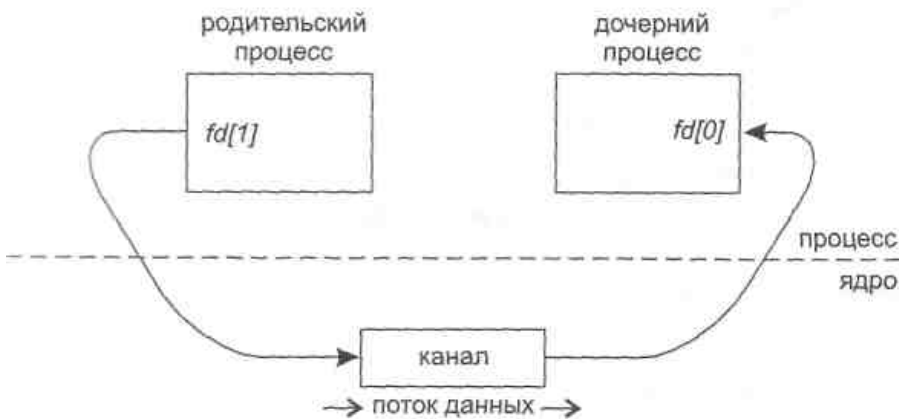 родительский
процесс
дочерний
процесс
fd[1]
fd[0]
процесс
ядро
канал
поток данных